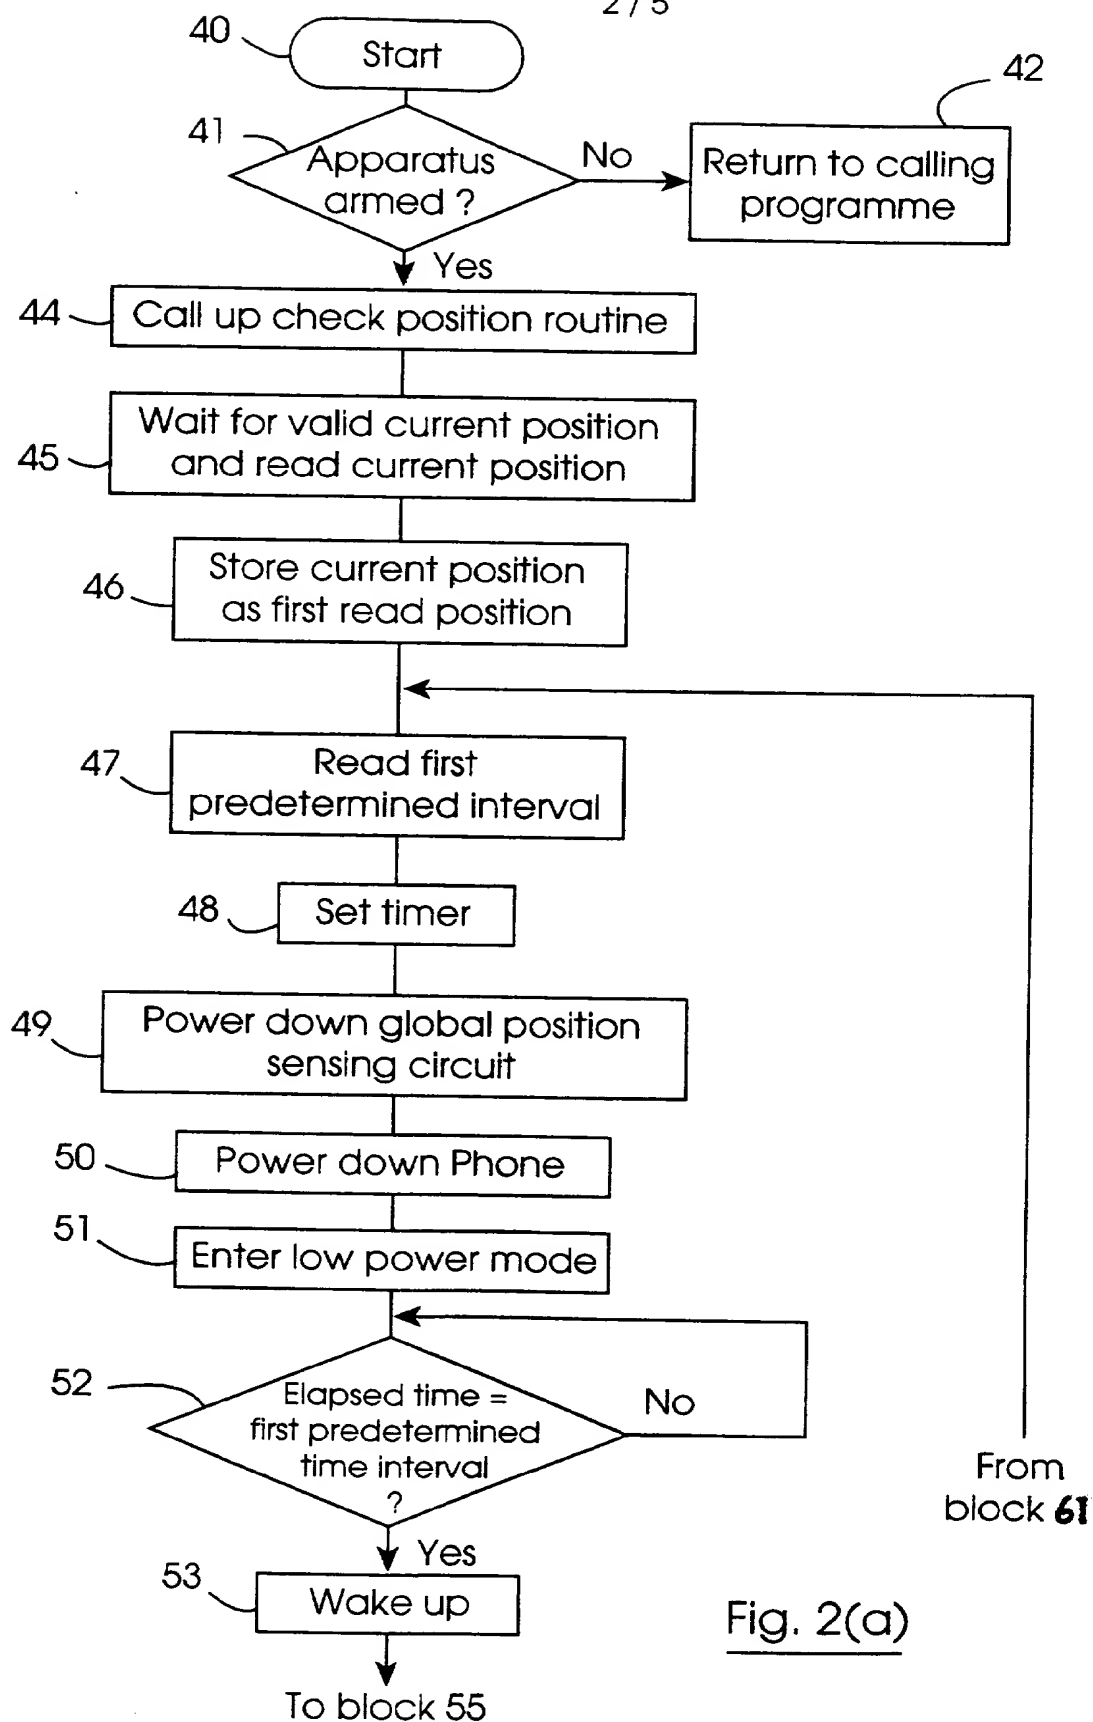 2/5
40
Start
41
Apparatus
armed ?
No
42
Return to calling
programme
Yes
44
Call up check position routine
45
Wait for valid current position
and read current position
46
Store current position
as first read position
47
Read first
predetermined interval
48
Set timer
49
Power down global position
sensing circuit
50
Power down Phone
51
Enter low power mode
52
Elapsed time =
first predetermined
time interval
?
No
From
block 61
Yes
53
Wake up
Fig. 2(a)
To block 55